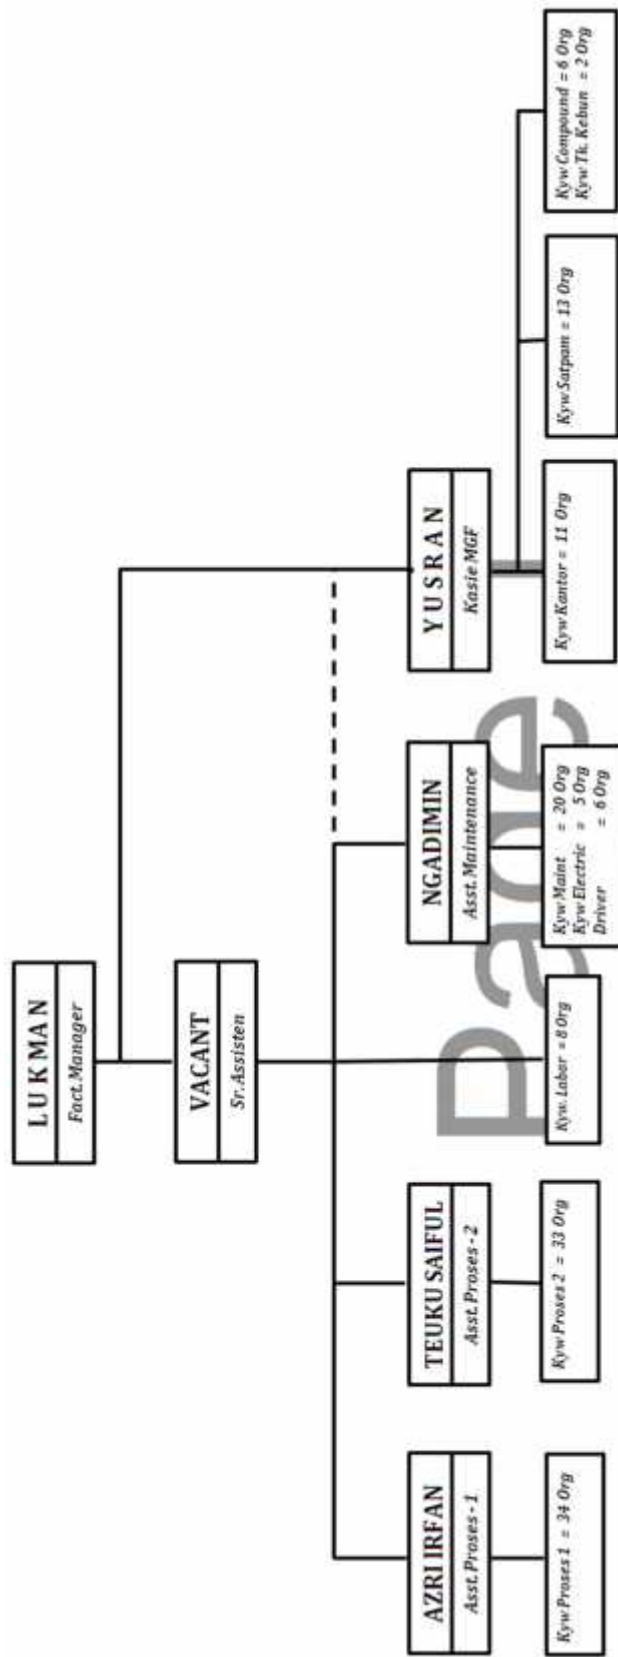 L U K M A N
Fact. Manager
VACANT
Sr. Assisten
AZRI IRFAN
Asst. Proses - 1
TEUKU SAIFUL
Asst. Proses - 2
NGADIMIN
Asst. Maintenance
Y U S R A N
Kasie MGF
Kyw Proses 1 = 34 Org
Kyw Proses 2 = 33 Org
Kyw. Labor = 8 Org
Kyw Maint = 20 Org
Kyw Electric = 5 Org
Driver = 6 Org
Kyw Kantor = 11 Org
Kyw Satpam = 13 Org
Kyw Compound = 6 Org
Kyw Tk. Kebun = 2 Org
Page